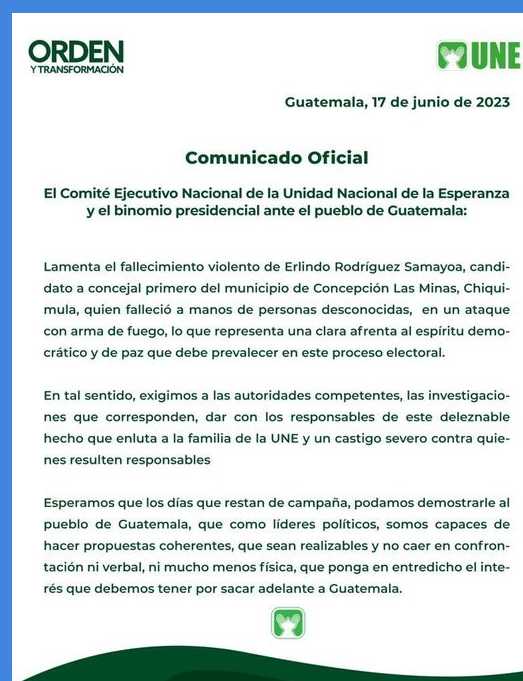 ORDEN
Y TRANSFORMACIÓN
UNE
Guatemala, 17 de junio de 2023
Comunicado Oficial
El Comité Ejecutivo Nacional de la Unidad Nacional de la Esperanza
y el binomio presidencial ante el pueblo de Guatemala:
Lamenta el fallecimiento violento de Erlindo Rodríguez Samayoa, candi-
dato a concejal primero del municipio de Concepción Las Minas, Chiqui-
mula, quien falleció a manos de personas desconocidas, en un ataque
con arma de fuego, lo que representa una clara afrenta al espíritu demo-
crático y de paz que debe prevalecer en este proceso electoral.
En tal sentido, exigimos a las autoridades competentes, las investigacio-
nes que corresponden, dar con los responsables de este deleznable
hecho que enluta a la familia de la UNE y un castigo severo contra quie-
nes resulten responsables
Esperamos que los días que restan de campaña, podamos demostrarle al
pueblo de Guatemala, que como líderes políticos, somos capaces de
hacer propuestas coherentes, que sean realizables y no caer en confron-
tación ni verbal, ni mucho menos física, que ponga en entredicho el inte-
rés que debemos tener por sacar adelante a Guatemala.